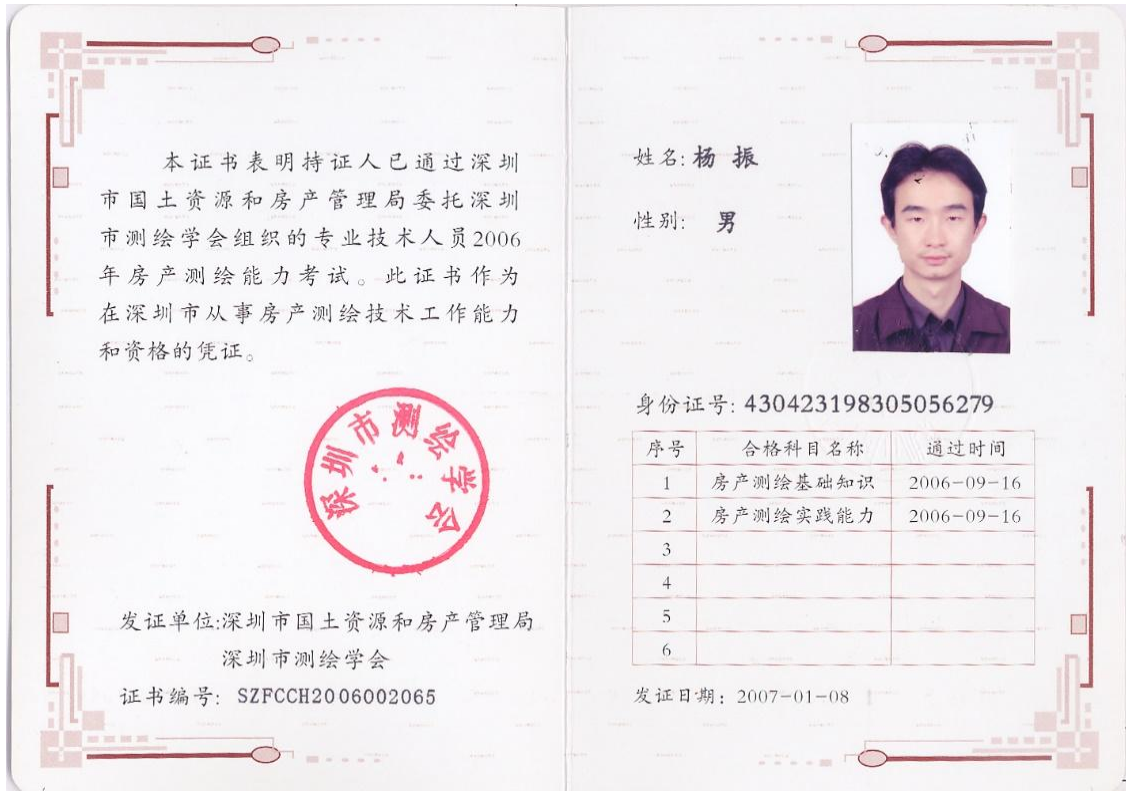 本证书表明持证人已通过深圳
市国土资源和房产管理局委托深圳
市测绘学会组织的专业技术人员2006
年房产测绘能力考试。此证书作为
在深圳市从事房产测绘技术工作能力
和资格的凭证。
深圳市测绘学会
发证单位:深圳市国土资源和房产管理局
深圳市测绘学会
证书编号: SZFCCH2006002065
姓名: 杨 振
性别: 男
身份证号: 430423198305056279
序号 合格科目名称 通过时间
1 房产测绘基础知识 2006-09-16
2 房产测绘实践能力 2006-09-16
3
4
5
6
发证日期: 2007-01-08